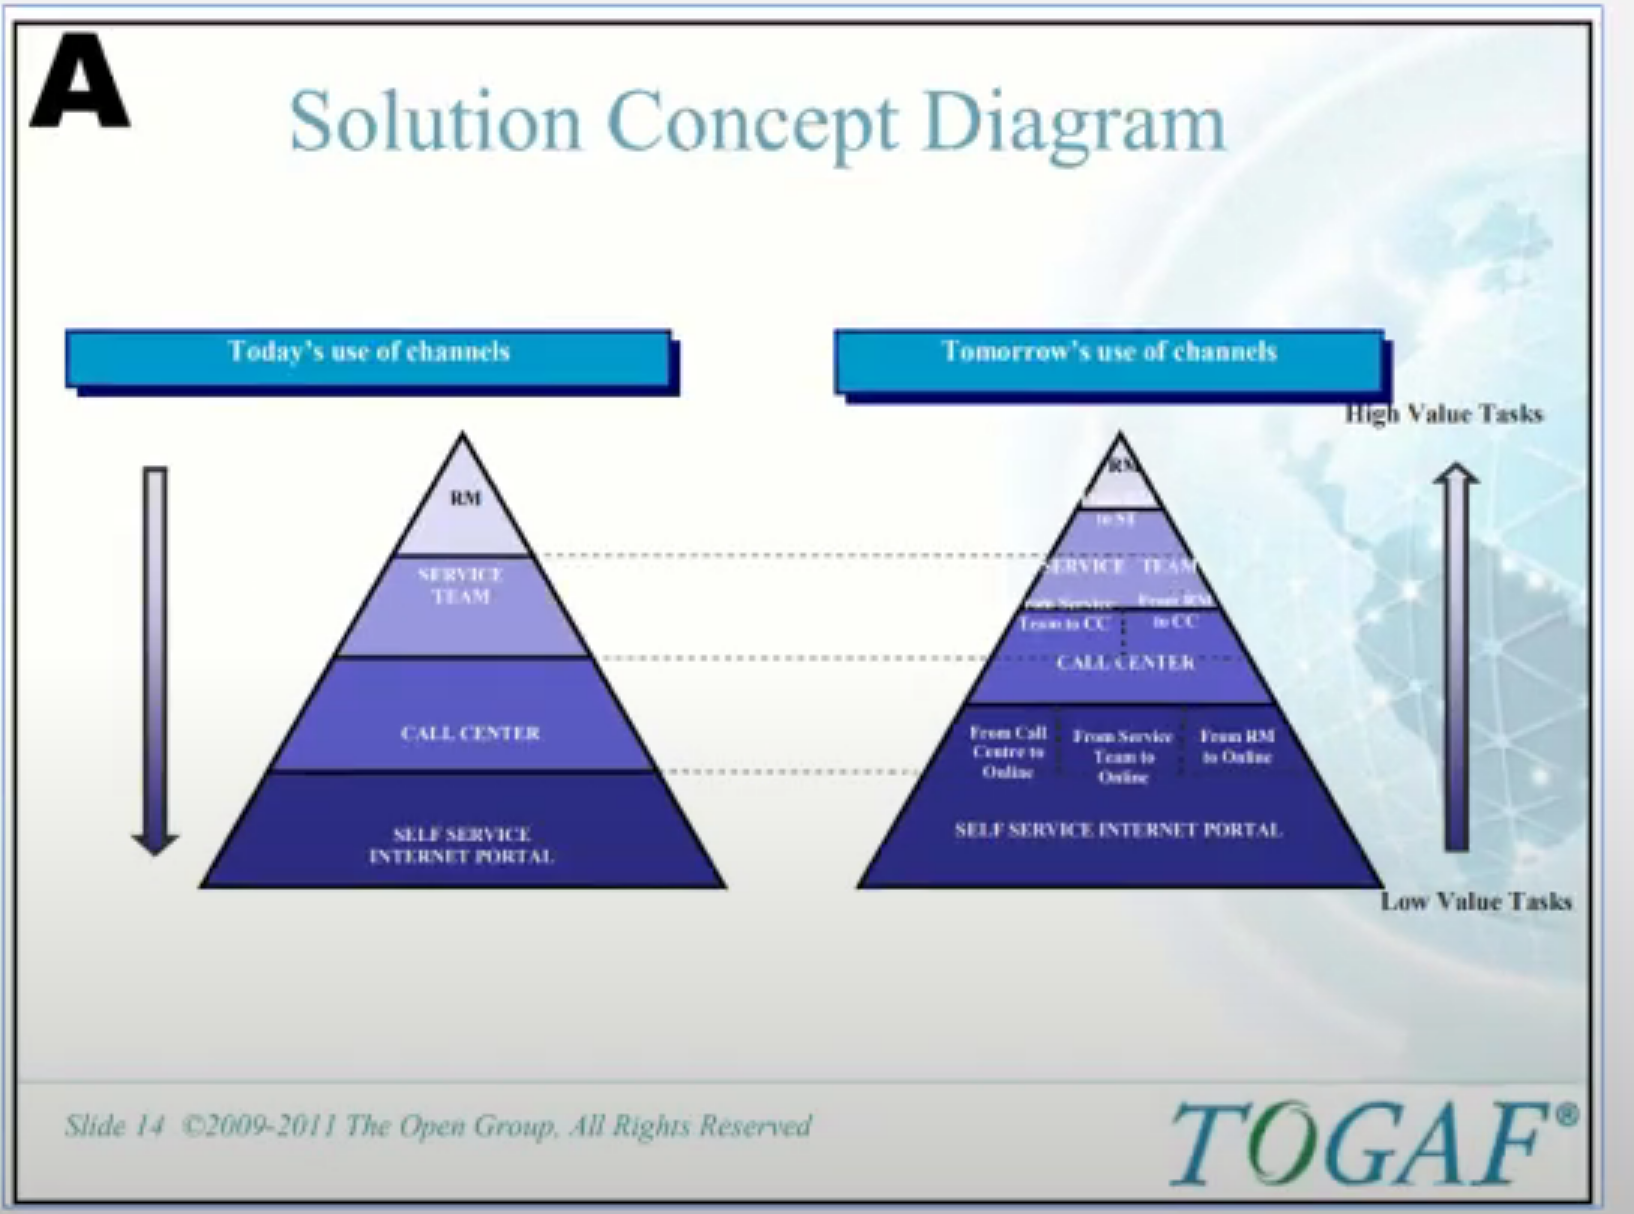 A
Solution Concept Diagram
Today's use of channels
Tomorrow's use of channels
High Value Tasks
RM
SERVICE
TEAM
CALL CENTER
SELF SERVICE
INTERNET PORTAL
RM
to ST
SERVICE TEAM
From Service
Team to CC
From RM
to CC
CALL CENTER
From Call
Centre to
Online
From Service
Team to
Online
From RM
to Online
SELF SERVICE INTERNET PORTAL
Low Value Tasks
Slide 14 ©2009-2011 The Open Group, All Rights Reserved
TOGAF®